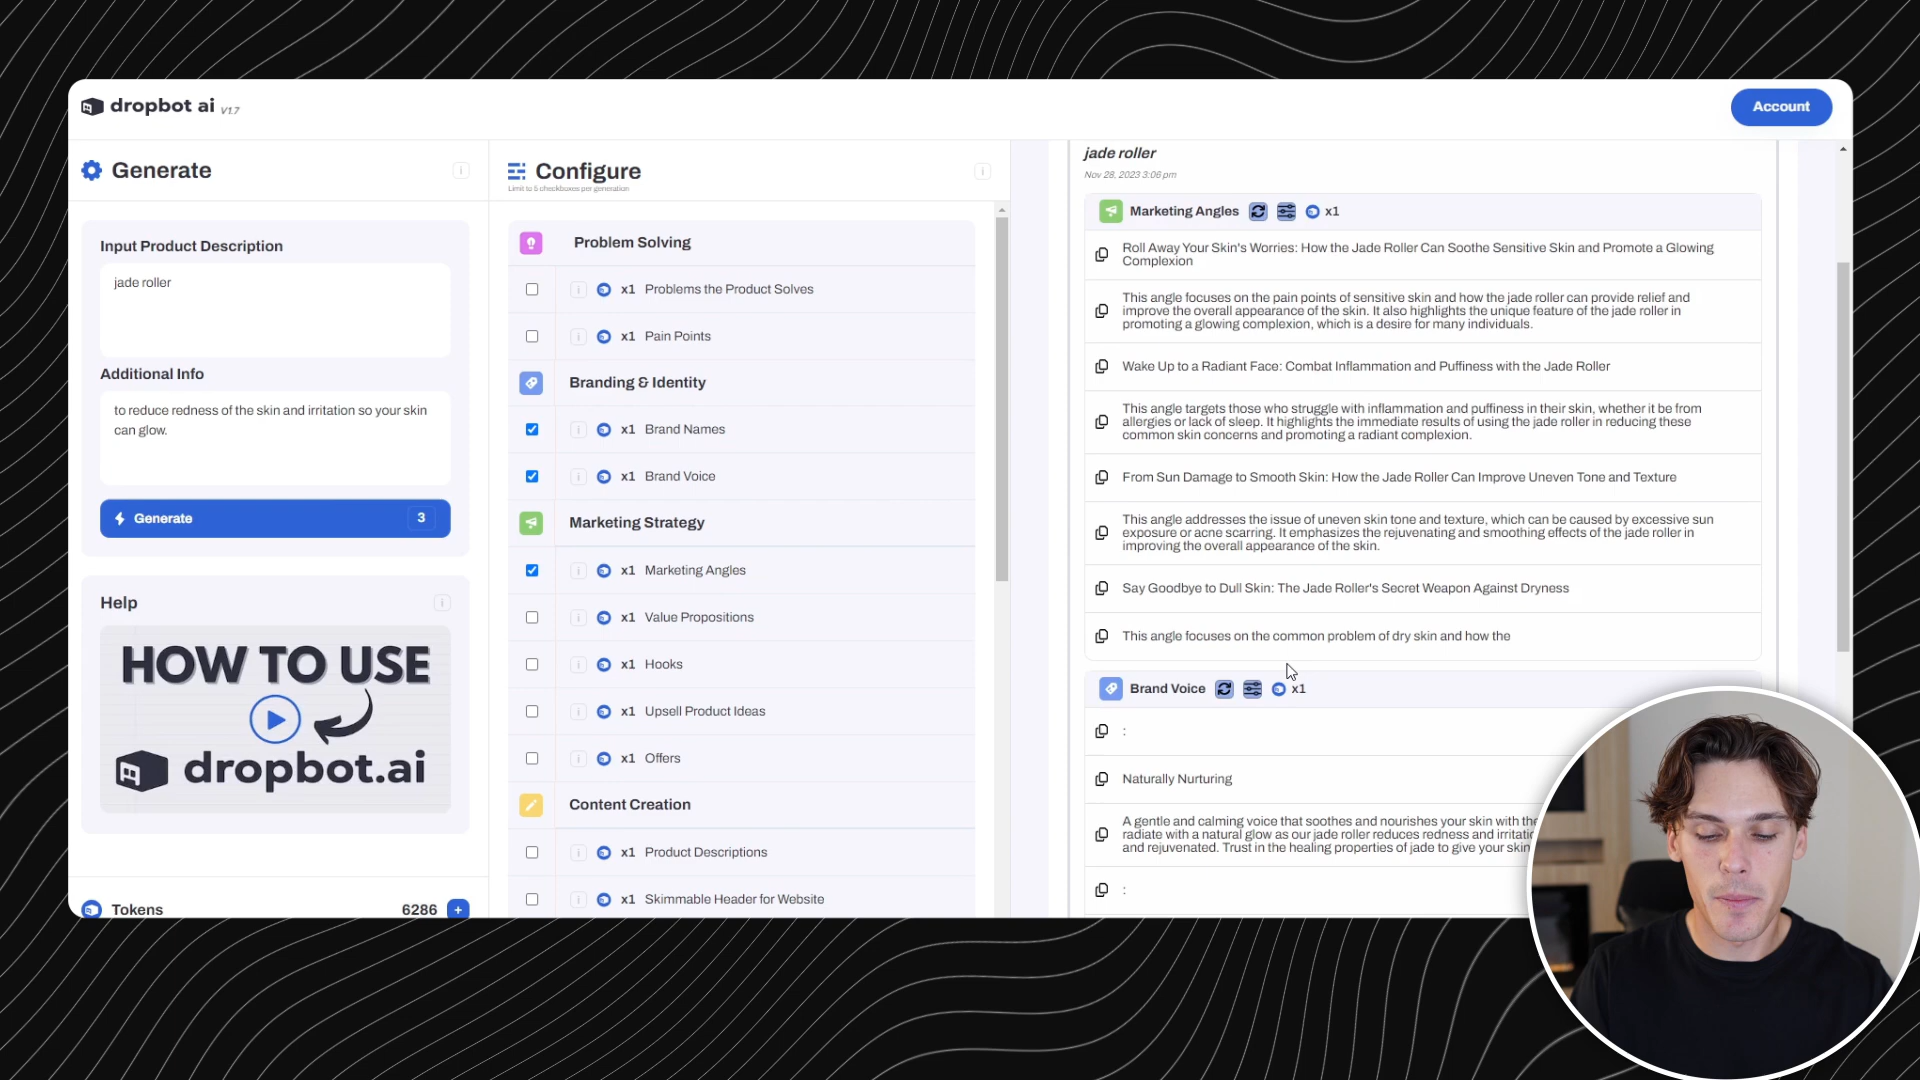 dropbot ai V1.7
Account
Generate
Input Product Description
jade roller
Additional Info
to reduce redness of the skin and irritation so your skin
can glow.
Generate 3
Help
HOW TO USE
dropbot.ai
Tokens 6286 +
Configure
Limit to 5 checkboxes per generation
Problem Solving
x1 Problems the Product Solves
x1 Pain Points
Branding & Identity
x1 Brand Names
x1 Brand Voice
Marketing Strategy
x1 Marketing Angles
x1 Value Propositions
x1 Hooks
x1 Upsell Product Ideas
x1 Offers
Content Creation
x1 Product Descriptions
x1 Skimmable Header for Website
jade roller
Nov 28, 2023 3:06 pm
Marketing Angles x1
Roll Away Your Skin's Worries: How the Jade Roller Can Soothe Sensitive Skin and Promote a Glowing
Complexion
This angle focuses on the pain points of sensitive skin and how the jade roller can provide relief and
improve the overall appearance of the skin. It also highlights the unique feature of the jade roller in
promoting a glowing complexion, which is a desire for many individuals.
Wake Up to a Radiant Face: Combat Inflammation and Puffiness with the Jade Roller
This angle targets those who struggle with inflammation and puffiness in their skin, whether it be from
allergies or lack of sleep. It highlights the immediate results of using the jade roller in reducing these
common skin concerns and promoting a radiant complexion.
From Sun Damage to Smooth Skin: How the Jade Roller Can Improve Uneven Tone and Texture
This angle addresses the issue of uneven skin tone and texture, which can be caused by excessive sun
exposure or acne scarring. It emphasizes the rejuvenating and smoothing effects of the jade roller in
improving the overall appearance of the skin.
Say Goodbye to Dull Skin: The Jade Roller's Secret Weapon Against Dryness
This angle focuses on the common problem of dry skin and how the
Brand Voice x1
:
Naturally Nurturing
A gentle and calming voice that soothes and nourishes your skin with the
radiate with a natural glow as our jade roller reduces redness and
and rejuvenated. Trust in the healing properties of jade to give your skin
: